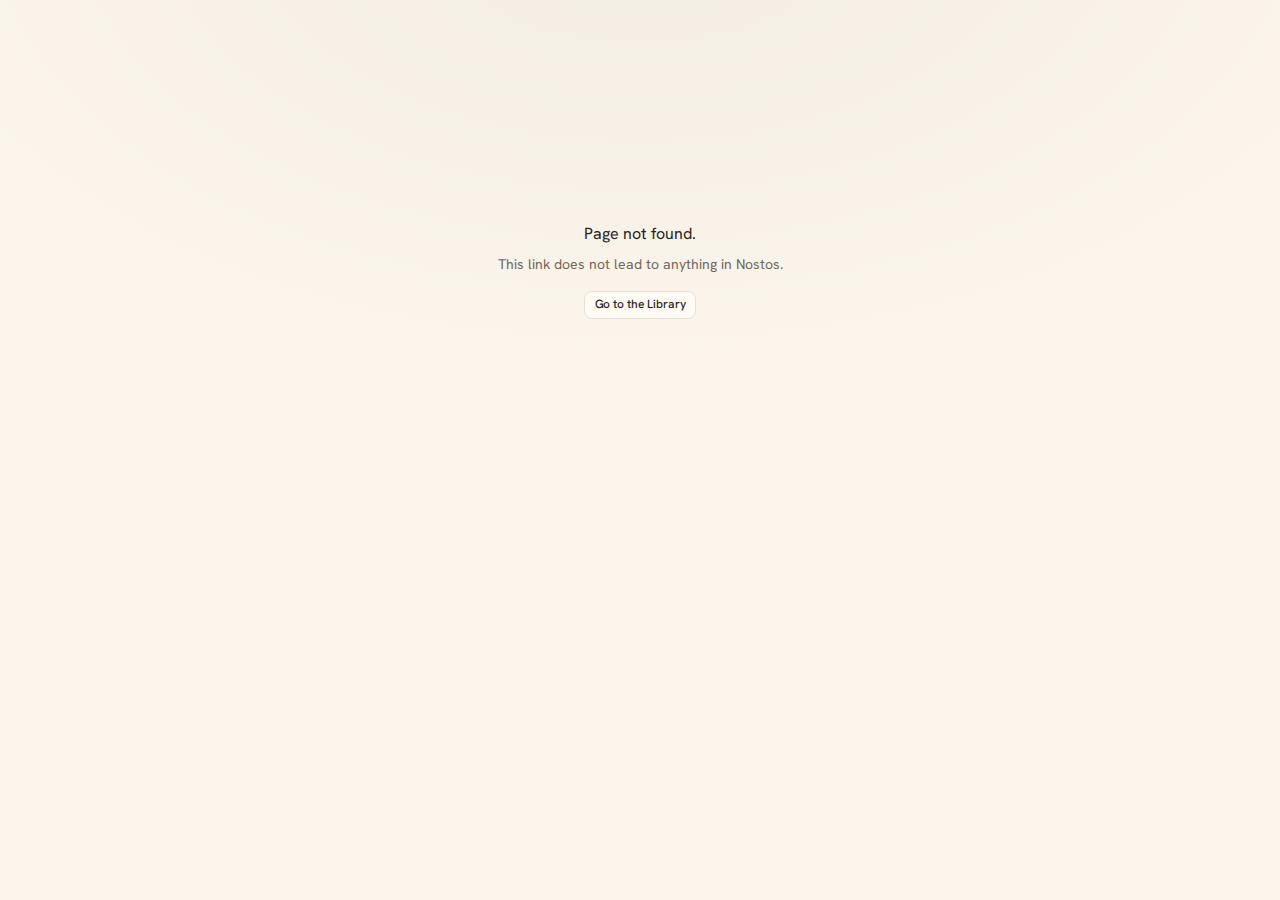 Page not found.
This link does not lead to anything in Nostos.
Go to the Library